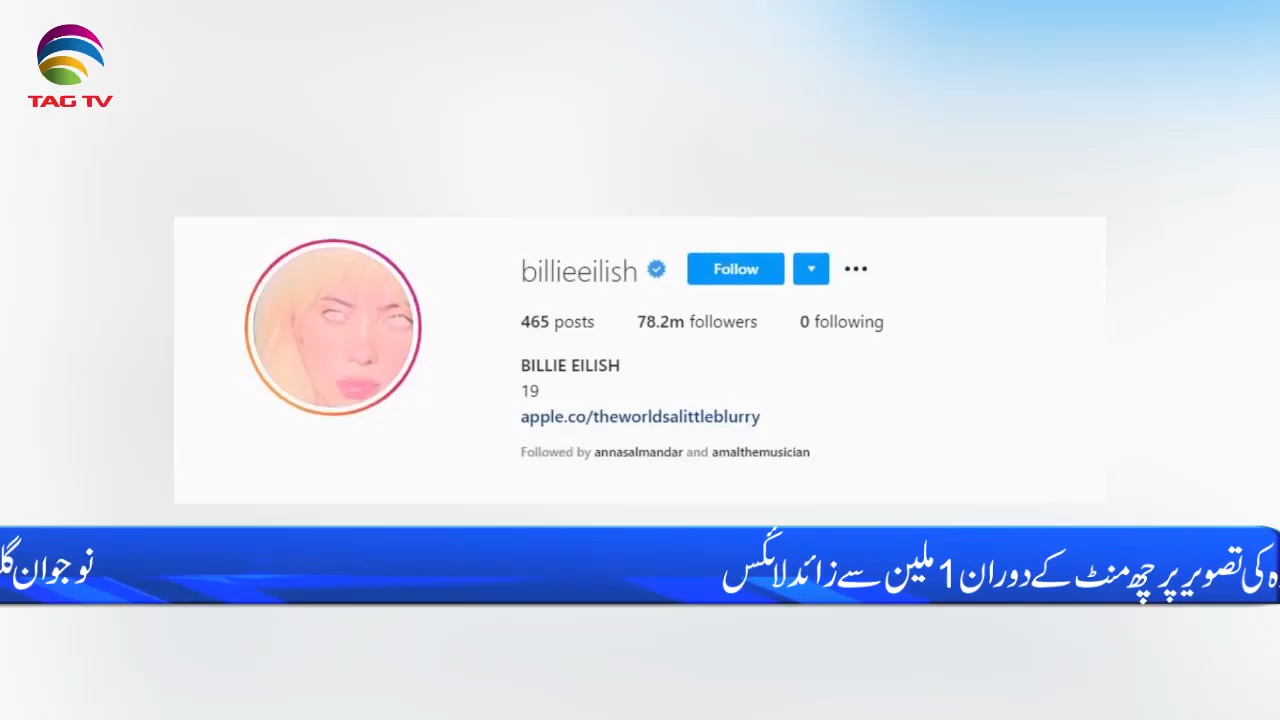 TAG TV
billieeilish
Follow
465 posts 78.2m followers 0 following
BILLIE EILISH
19
apple.co/theworldsalittleblurry
Followed by annasalmandar and amalthemusician
کی تصویر پر چھ منٹ کے دوران 1 ملین سے زائد لائکس نوجوان